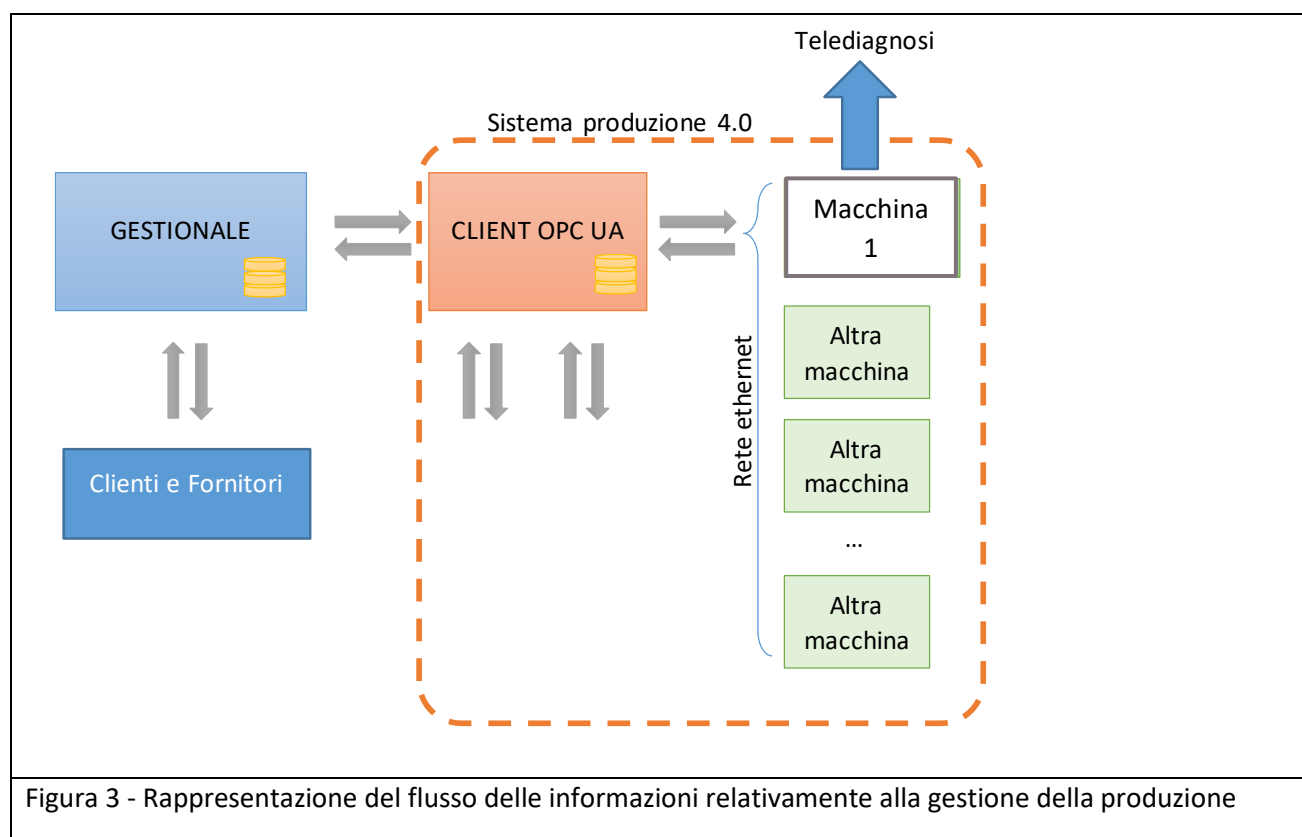 Telediagnosi
Sistema produzione 4.0
GESTIONALE
CLIENT OPC UA
Macchina
1
Rete ethernet
Altra
macchina
Altra
macchina
...
Altra
macchina
Clienti e Fornitori
Figura 3 - Rappresentazione del flusso delle informazioni relativamente alla gestione della produzione